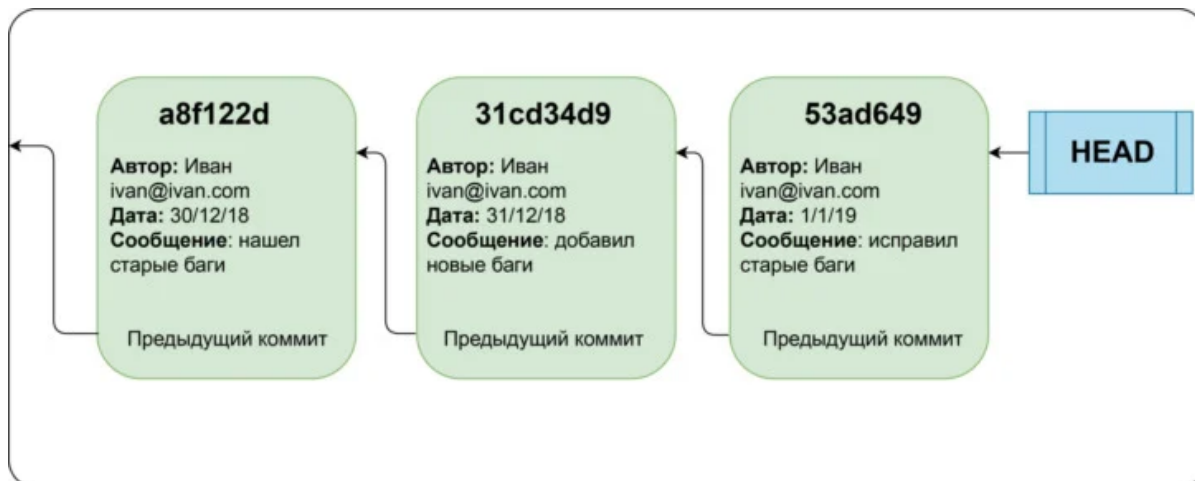 a8f122d
Автор: Иван
ivan@ivan.com
Дата: 30/12/18
Сообщение: нашел
старые баги
Предыдущий коммит
31cd34d9
Автор: Иван
ivan@ivan.com
Дата: 31/12/18
Сообщение: добавил
новые баги
Предыдущий коммит
53ad649
Автор: Иван
ivan@ivan.com
Дата: 1/1/19
Сообщение: исправил
старые баги
Предыдущий коммит
HEAD